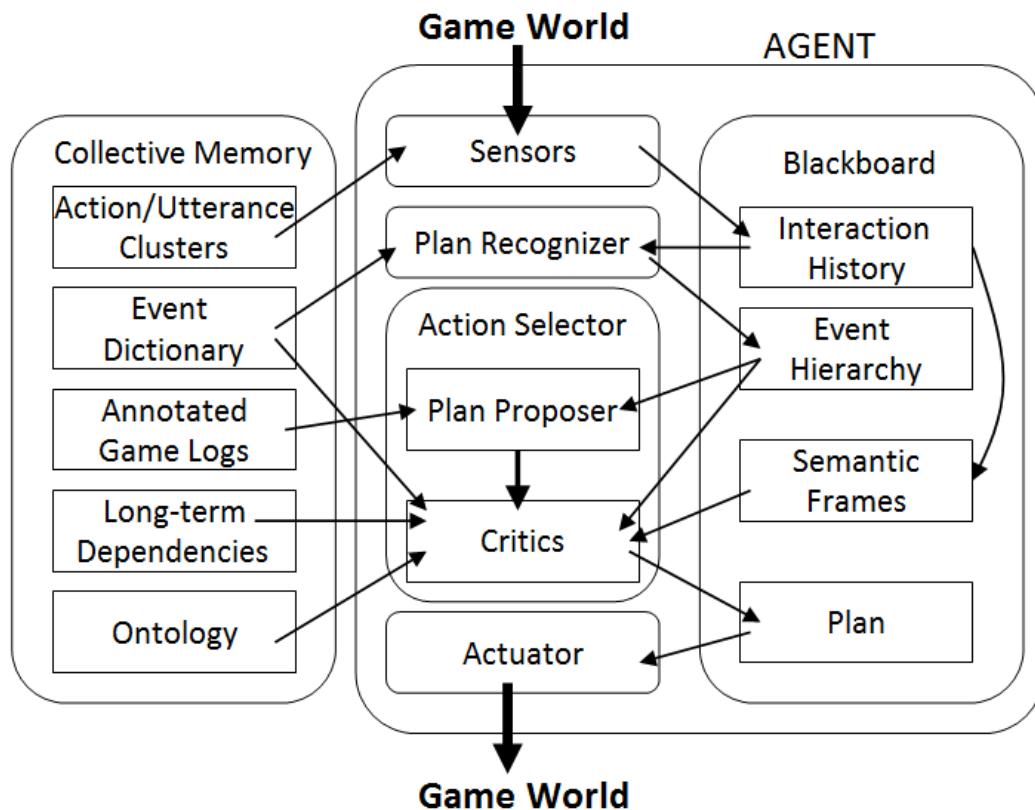 Game World
AGENT
Collective Memory
Action/Utterance
Clusters
Event
Dictionary
Annotated
Game Logs
Long-term
Dependencies
Ontology
Sensors
Plan Recognizer
Action Selector
Plan Proposer
Critics
Actuator
Blackboard
Interaction
History
Event
Hierarchy
Semantic
Frames
Plan
Game World